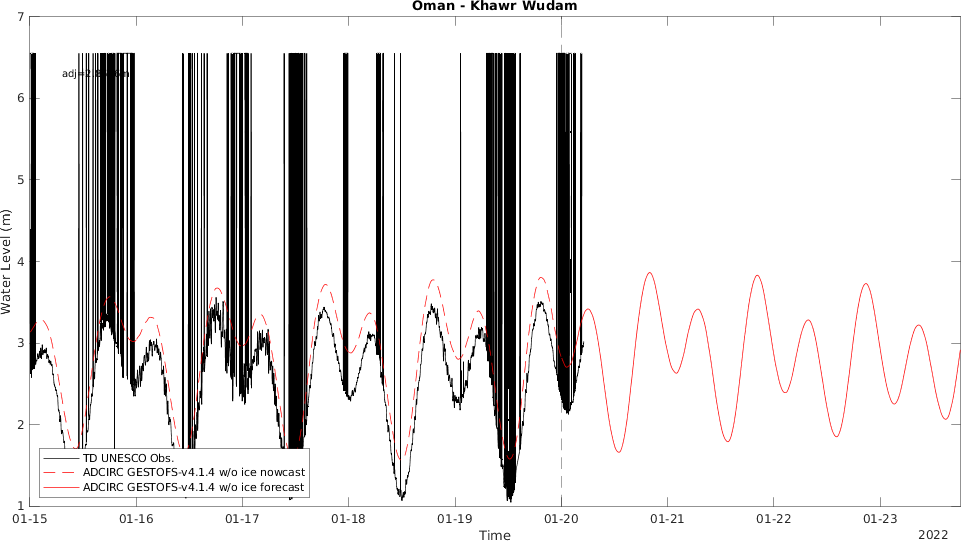 Oman - Khawr Wudam
7
adj=2.
6
5
4
3
2
1
Water Level (m)
TD UNESCO Obs.
ADCIRC GESTOFS-v4.1.4 w/o ice nowcast
ADCIRC GESTOFS-v4.1.4 w/o ice forecast
01-15 01-16 01-17 01-18 01-19 01-20 01-21 01-22 01-23
Time
2022